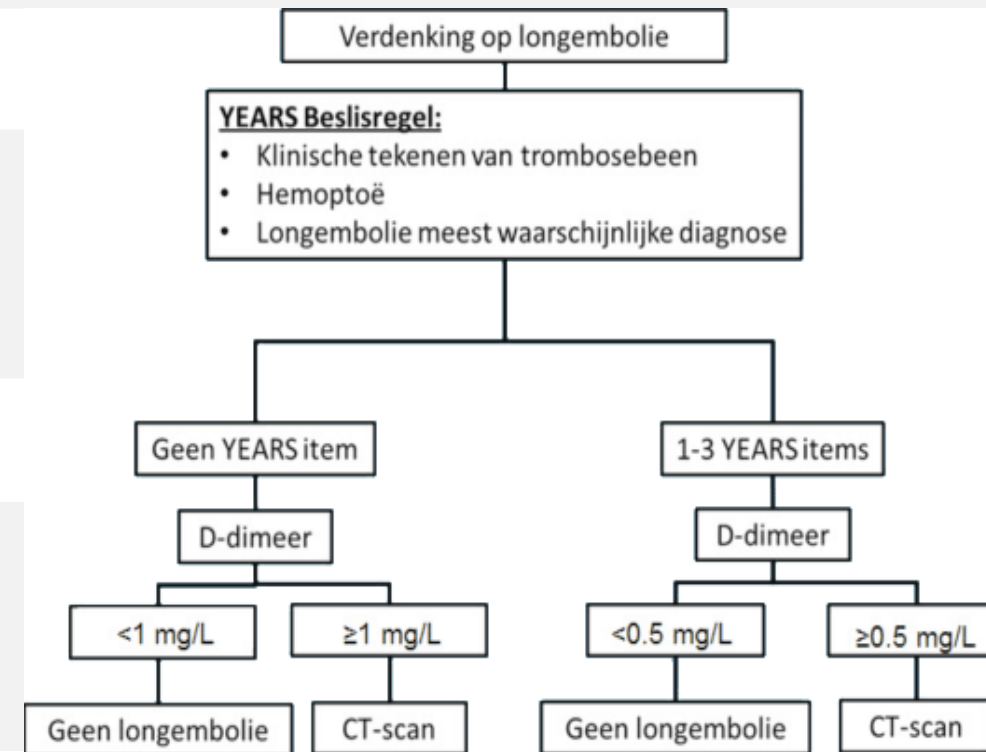 Verdenking op longembolie
YEARS Beslisregel:
• Klinische tekenen van trombosebeen
• Hemoptoë
• Longembolie meest waarschijnlijke diagnose
Geen YEARS item
1-3 YEARS items
D-dimeer
D-dimeer
<1 mg/L
≥1 mg/L
<0.5 mg/L
≥0.5 mg/L
Geen longembolie
CT-scan
Geen longembolie
CT-scan